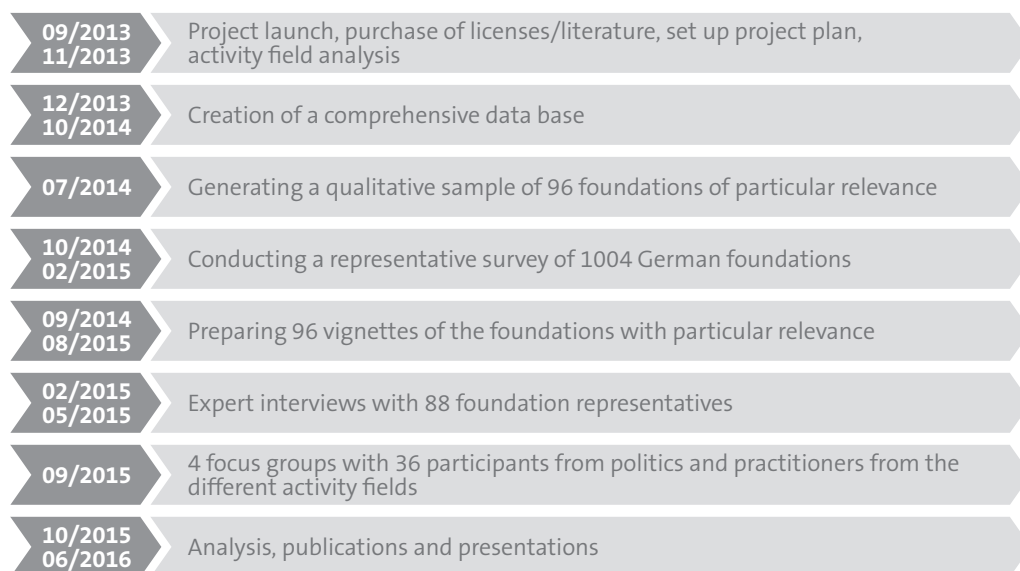 09/2013
11/2013
Project launch, purchase of licenses/literature, set up project plan,
activity field analysis
12/2013
10/2014
Creation of a comprehensive data base
07/2014
Generating a qualitative sample of 96 foundations of particular relevance
10/2014
02/2015
Conducting a representative survey of 1004 German foundations
09/2014
08/2015
Preparing 96 vignettes of the foundations with particular relevance
02/2015
05/2015
Expert interviews with 88 foundation representatives
09/2015
4 focus groups with 36 participants from politics and practitioners from the
different activity fields
10/2015
06/2016
Analysis, publications and presentations